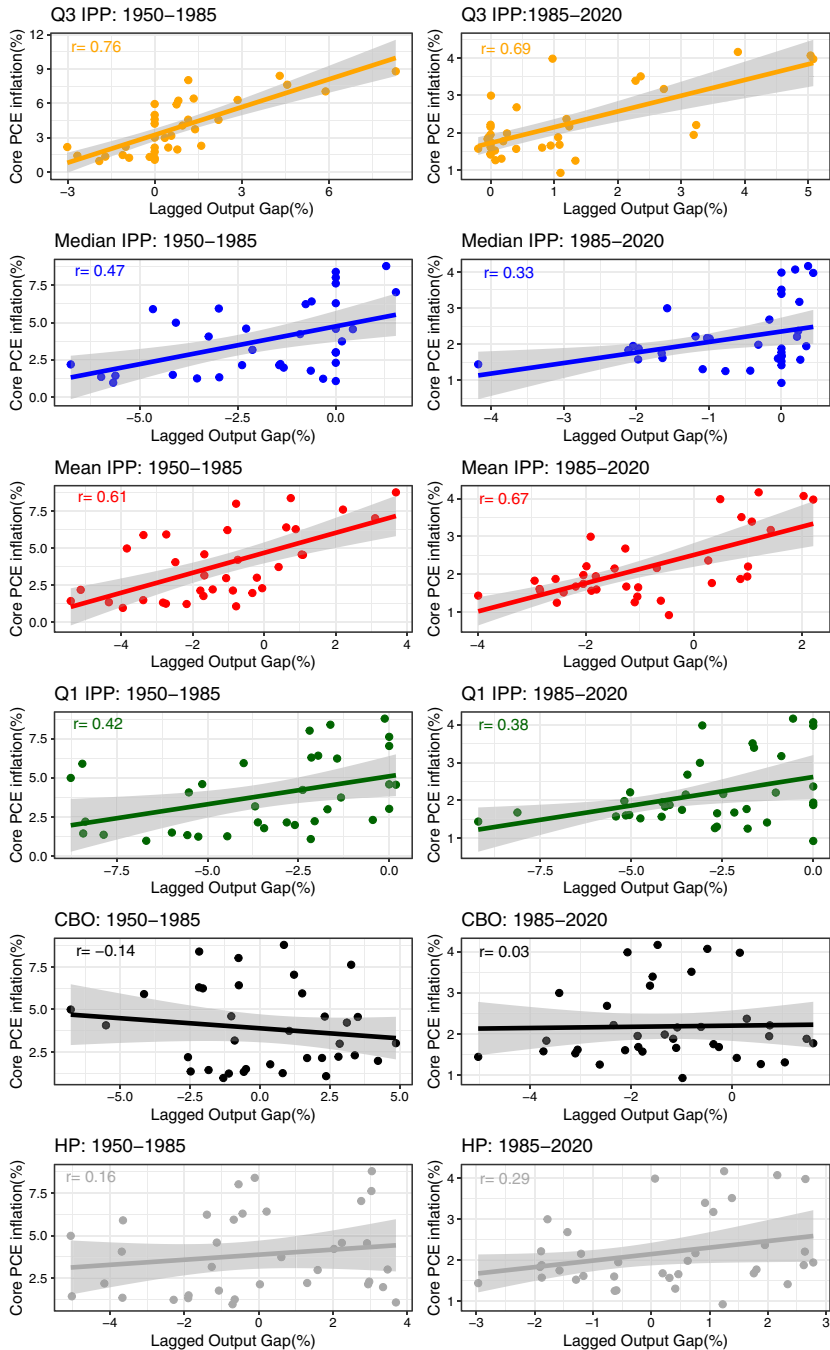 Q3 IPP: 1950−1985
r= 0.76
Core PCE inflation(%)
12
9
6
3
0
−3 0 3 6
Lagged Output Gap(%)
Q3 IPP:1985−2020
r= 0.69
Core PCE inflation(%)
4
3
2
1
0 1 2 3 4 5
Lagged Output Gap(%)
Median IPP: 1950−1985
r= 0.47
Core PCE inflation(%)
7.5
5.0
2.5
0.0
−5.0 −2.5 0.0
Lagged Output Gap(%)
Median IPP: 1985−2020
r= 0.33
Core PCE inflation(%)
4
3
2
1
−4 −3 −2 −1 0
Lagged Output Gap(%)
Mean IPP: 1950−1985
r= 0.61
Core PCE inflation(%)
7.5
5.0
2.5
0.0
−4 −2 0 2 4
Lagged Output Gap(%)
Mean IPP: 1985−2020
r= 0.67
Core PCE inflation(%)
4
3
2
1
−4 −2 0 2
Lagged Output Gap(%)
Q1 IPP: 1950−1985
r= 0.42
Core PCE inflation(%)
7.5
5.0
2.5
0.0
−7.5 −5.0 −2.5 0.0
Lagged Output Gap(%)
Q1 IPP: 1985−2020
r= 0.38
Core PCE inflation(%)
4
3
2
1
−7.5 −5.0 −2.5 0.0
Lagged Output Gap(%)
CBO: 1950−1985
r= −0.14
Core PCE inflation(%)
7.5
5.0
2.5
−5.0 −2.5 0.0 2.5 5.0
Lagged Output Gap(%)
CBO: 1985−2020
r= 0.03
Core PCE inflation(%)
4
3
2
1
−4 −2 0
Lagged Output Gap(%)
HP: 1950−1985
r= 0.16
Core PCE inflation(%)
7.5
5.0
2.5
−4 −2 0 2 4
Lagged Output Gap(%)
HP: 1985−2020
r= 0.29
Core PCE inflation(%)
4
3
2
1
−3 −2 −1 0 1 2 3
Lagged Output Gap(%)